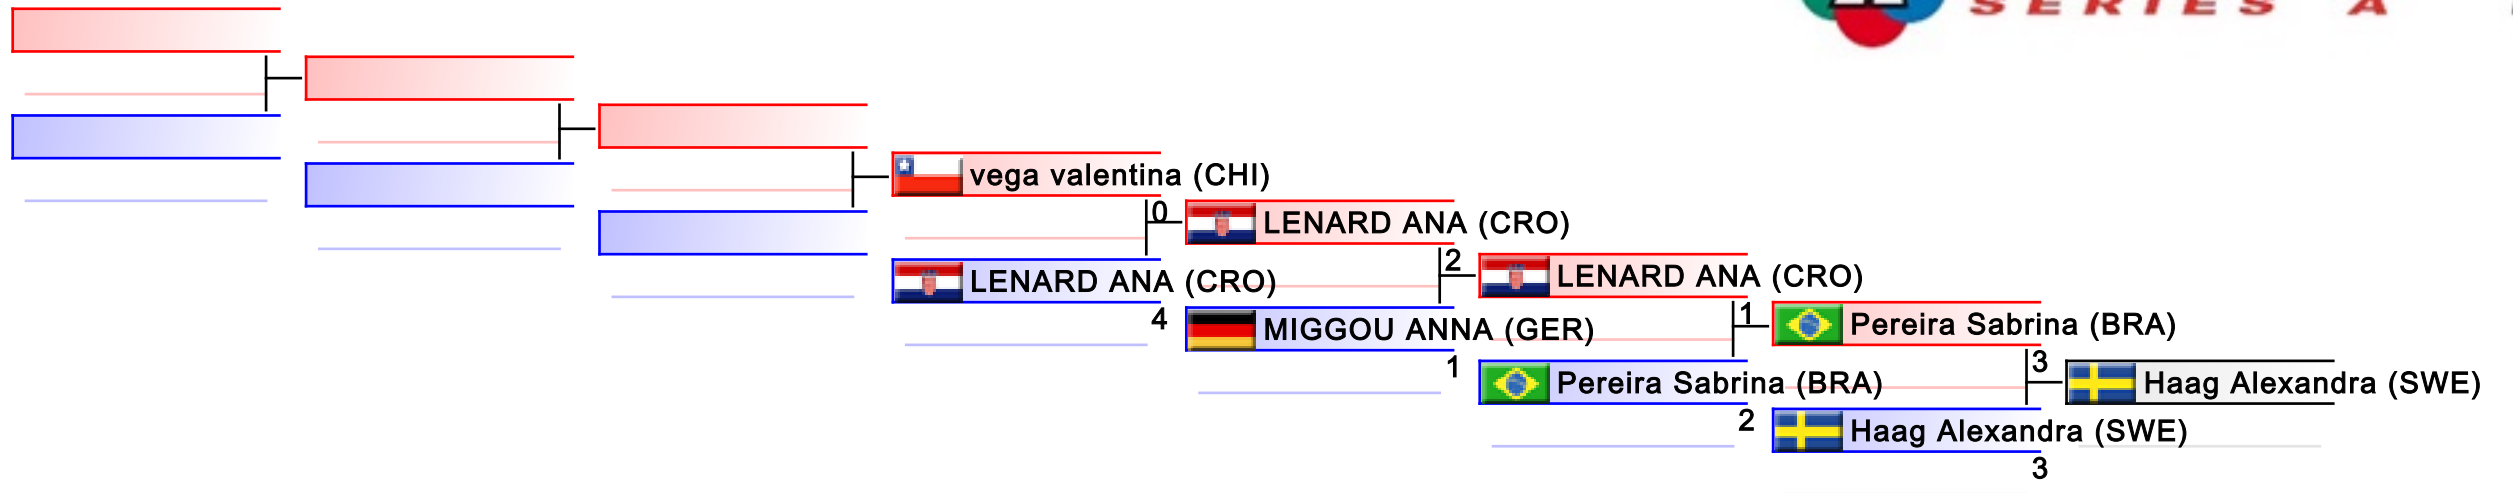 SERIES A
vega valentina (CHI)
0
LENARD ANA (CRO)
LENARD ANA (CRO)
4
2
LENARD ANA (CRO)
MIGGOU ANNA (GER)
1
1
Pereira Sabrina (BRA)
Pereira Sabrina (BRA)
2
3
Haag Alexandra (SWE)
Haag Alexandra (SWE)
3